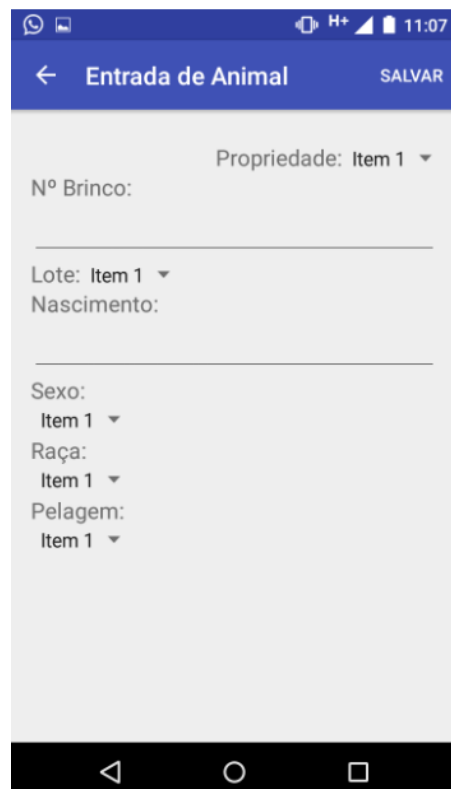 H+ 11:07
Entrada de Animal SALVAR
Propriedade: Item 1
Nº Brinco:
Lote: Item 1
Nascimento:
Sexo:
Item 1
Raça:
Item 1
Pelagem:
Item 1